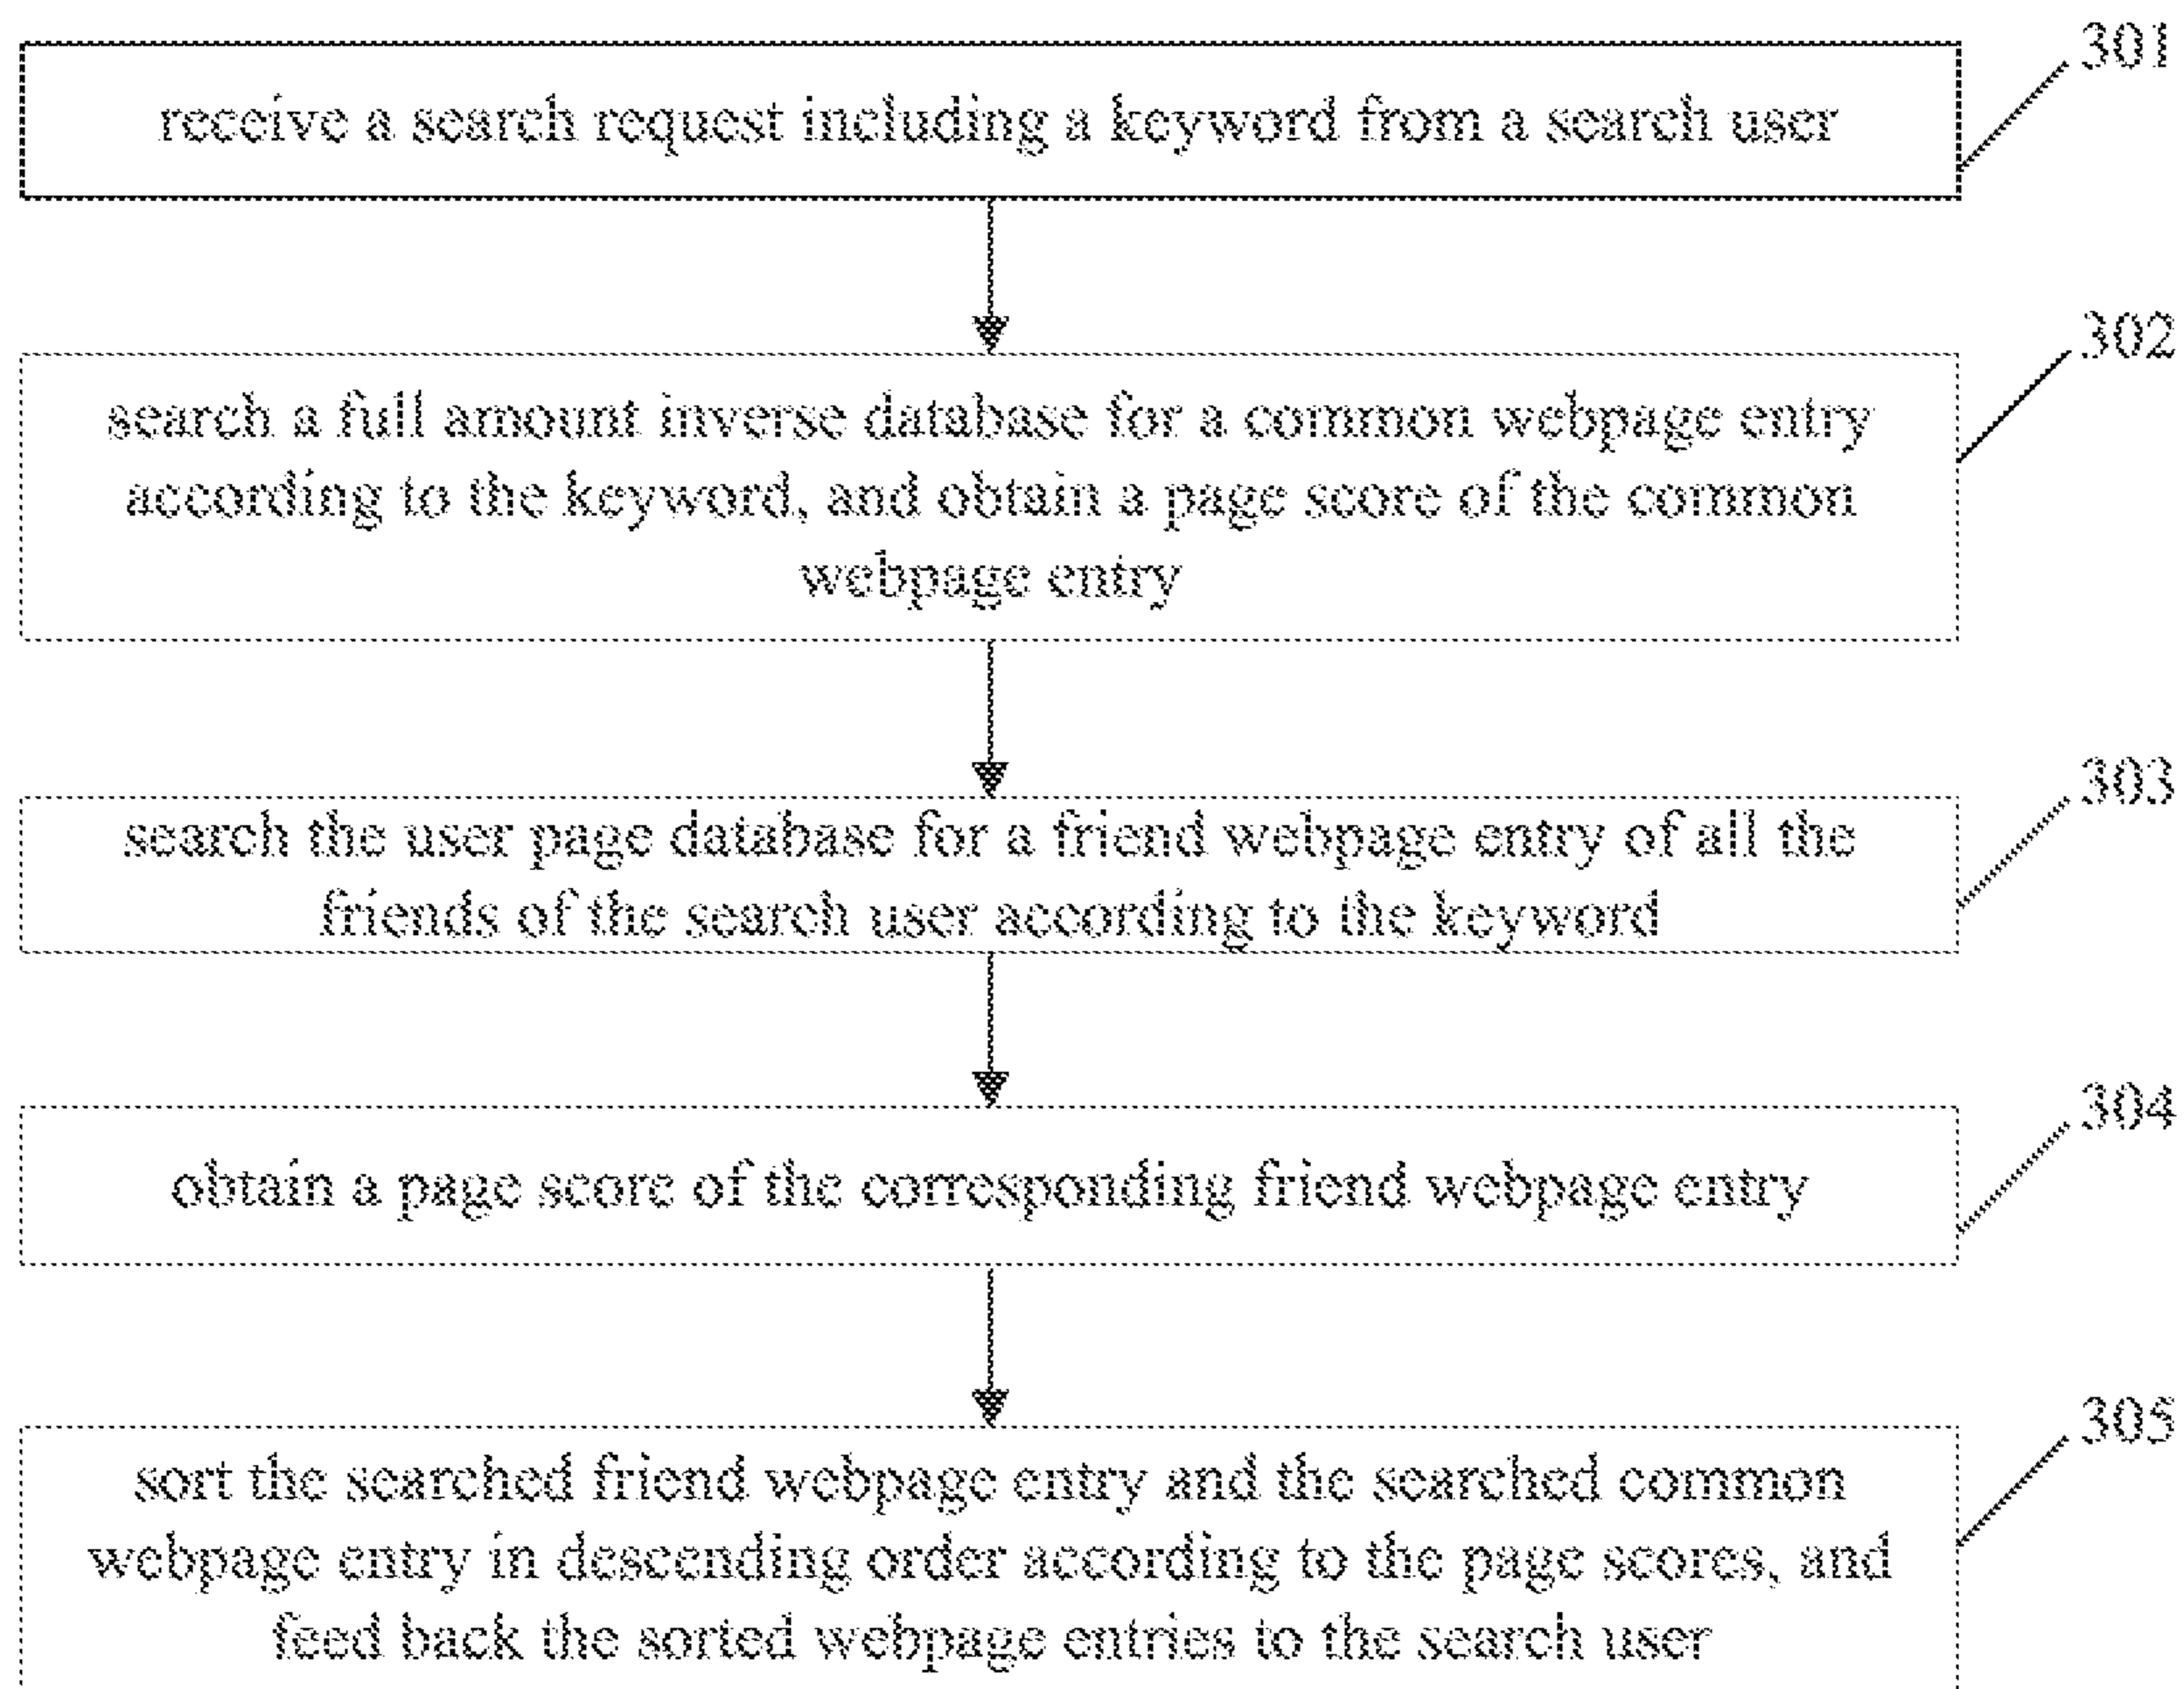 301
receive a search request including a keyword from a search user
302
search a full amount inverse database for a common webpage entry
according to the keyword, and obtain a page score of the common
webpage entry
303
search the user page database for a friend webpage entry of all the
friends of the search user according to the keyword
304
obtain a page score of the corresponding friend webpage entry
305
sort the searched friend webpage entry and the searched common
webpage entry in descending order according to the page scores, and
feed back the sorted webpage entries to the search user